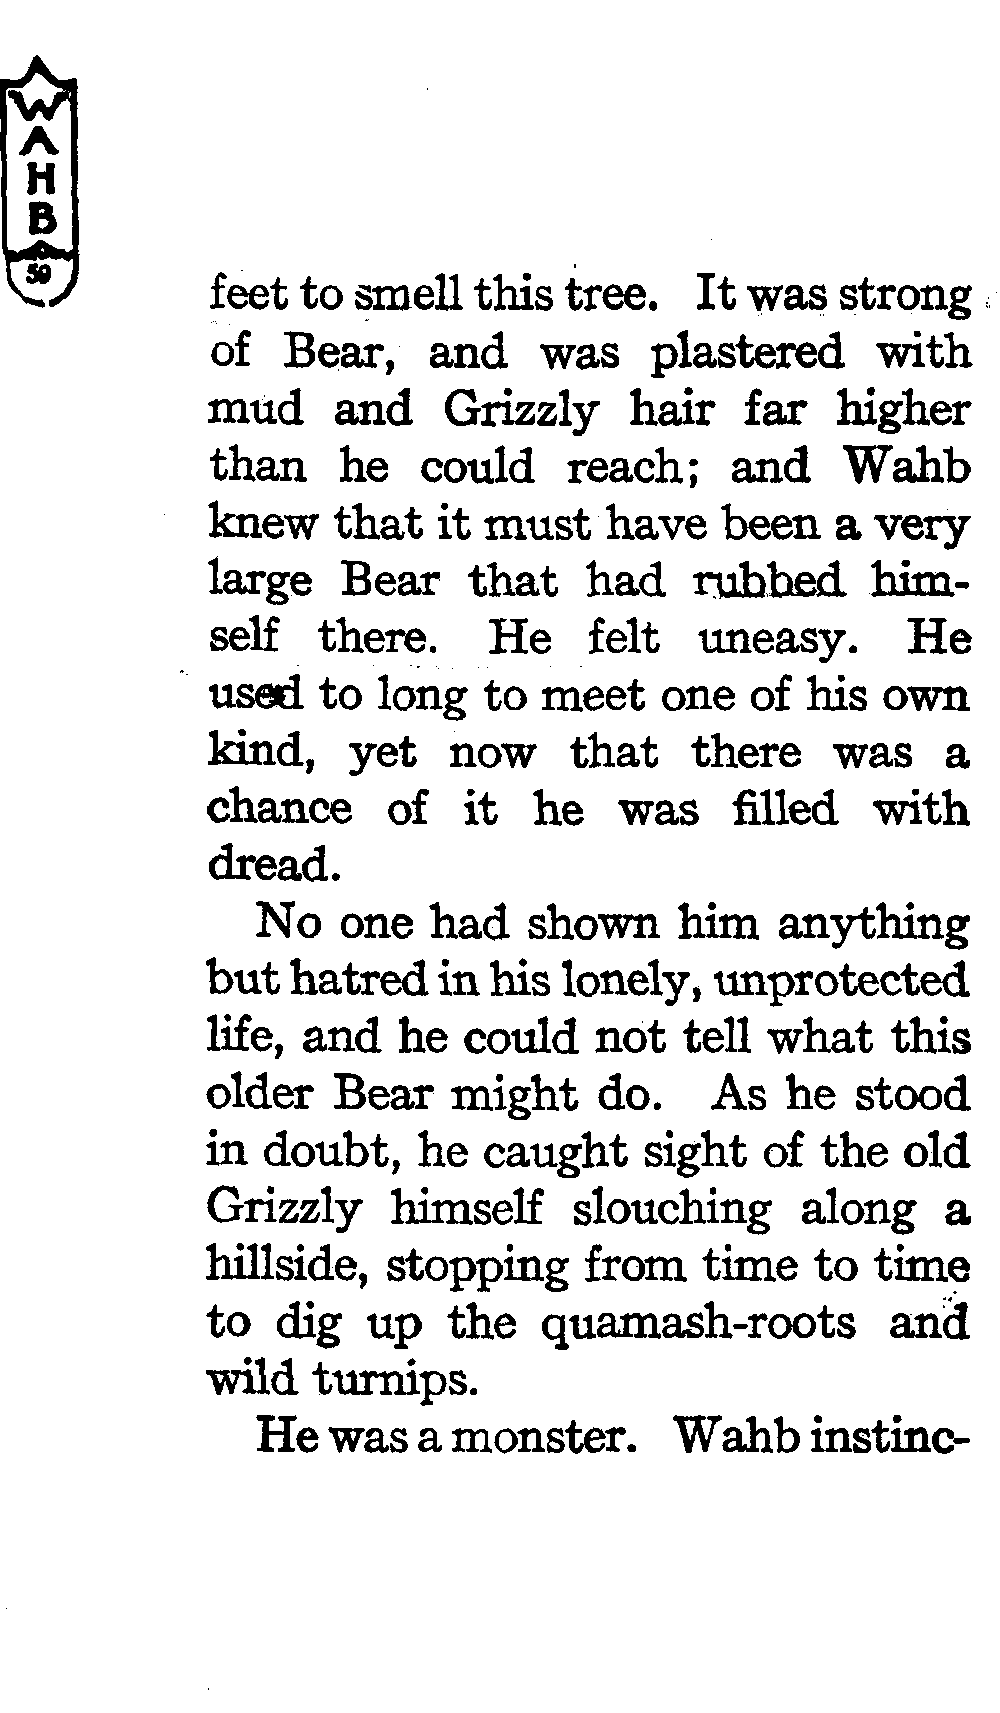 W
A
H
B
59
feet to smell this tree. It was strong
of Bear, and was plastered with
mud and Grizzly hair far higher
than he could reach; and Wahb
knew that it must have been a very
large Bear that had rubbed him-
self there. He felt uneasy. He
used to long to meet one of his own
kind, yet now that there was a
chance of it he was filled with
dread.
No one had shown him anything
but hatred in his lonely, unprotected
life, and he could not tell what this
older Bear might do. As he stood
in doubt, he caught sight of the old
Grizzly himself slouching along a
hillside, stopping from time to time
to dig up the quamash-roots and
wild turnips.
He was a monster. Wahb instinc-